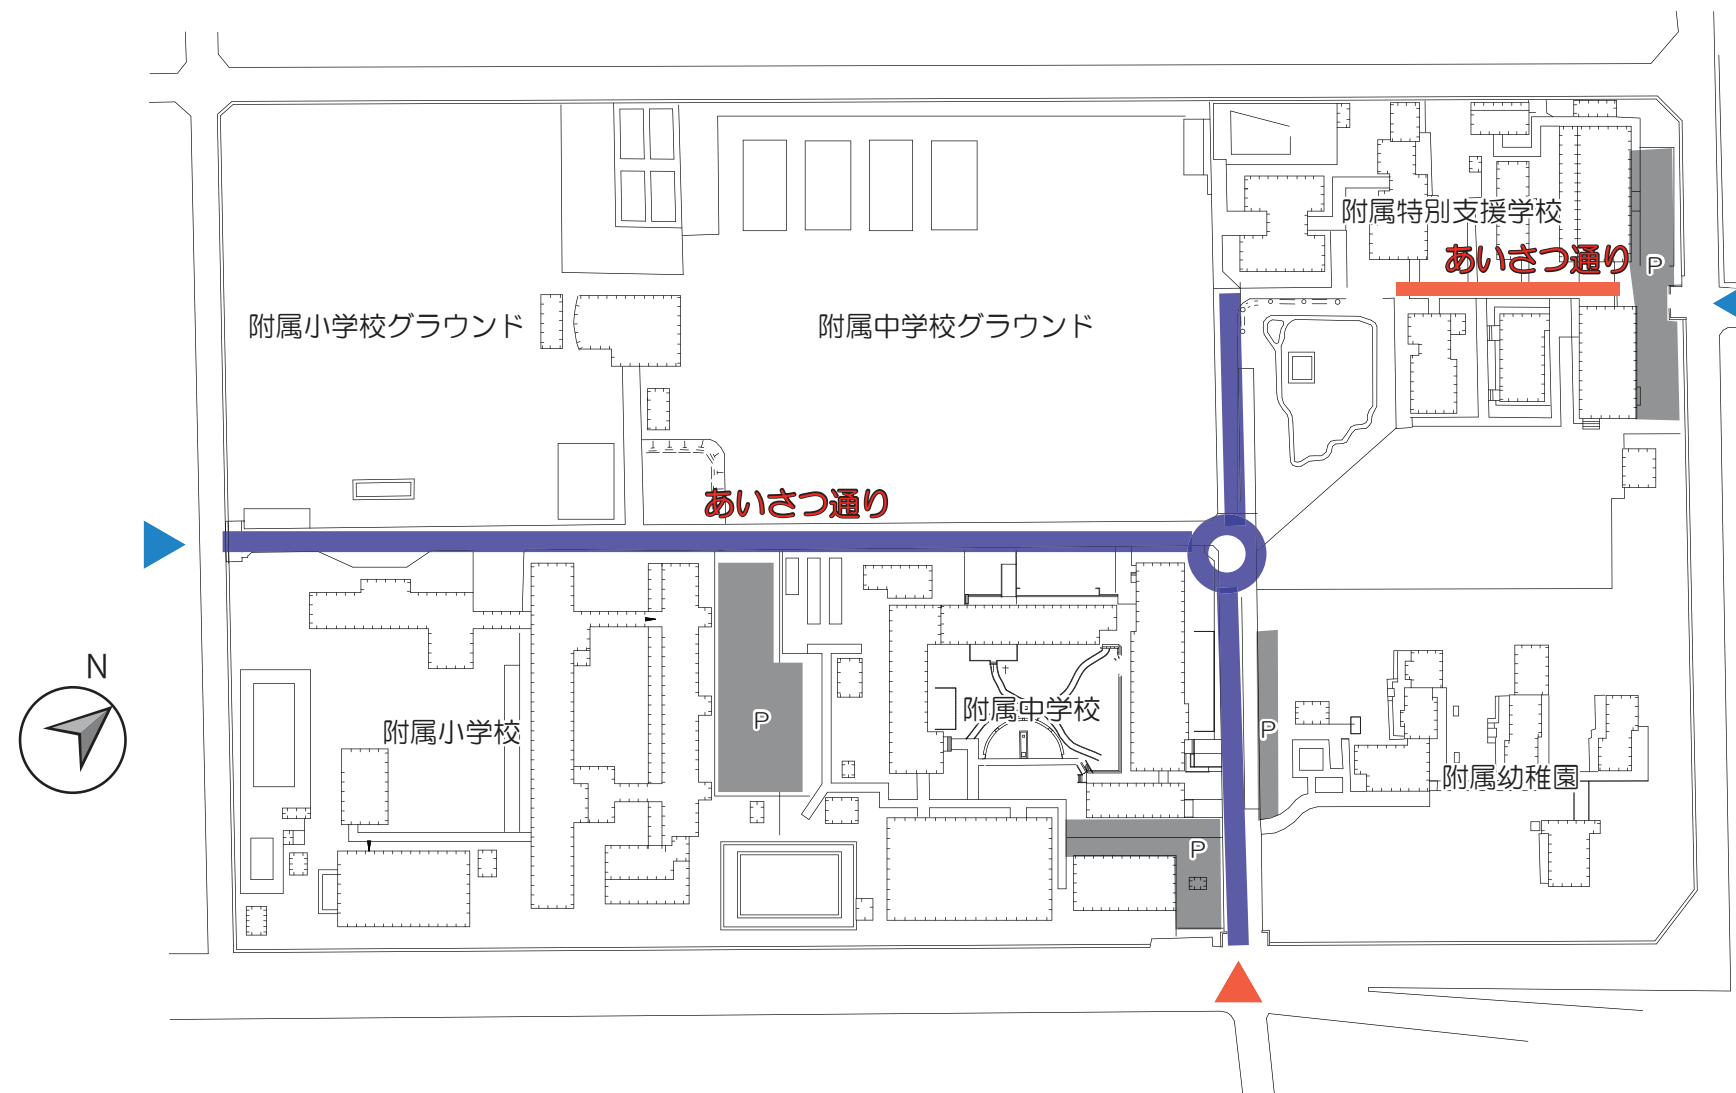 附属特別支援学校
あいさつ通り
P
附属小学校グラウンド
附属中学校グラウンド
あいさつ通り
N
附属小学校
P
附属中学校
P
附属幼稚園
P